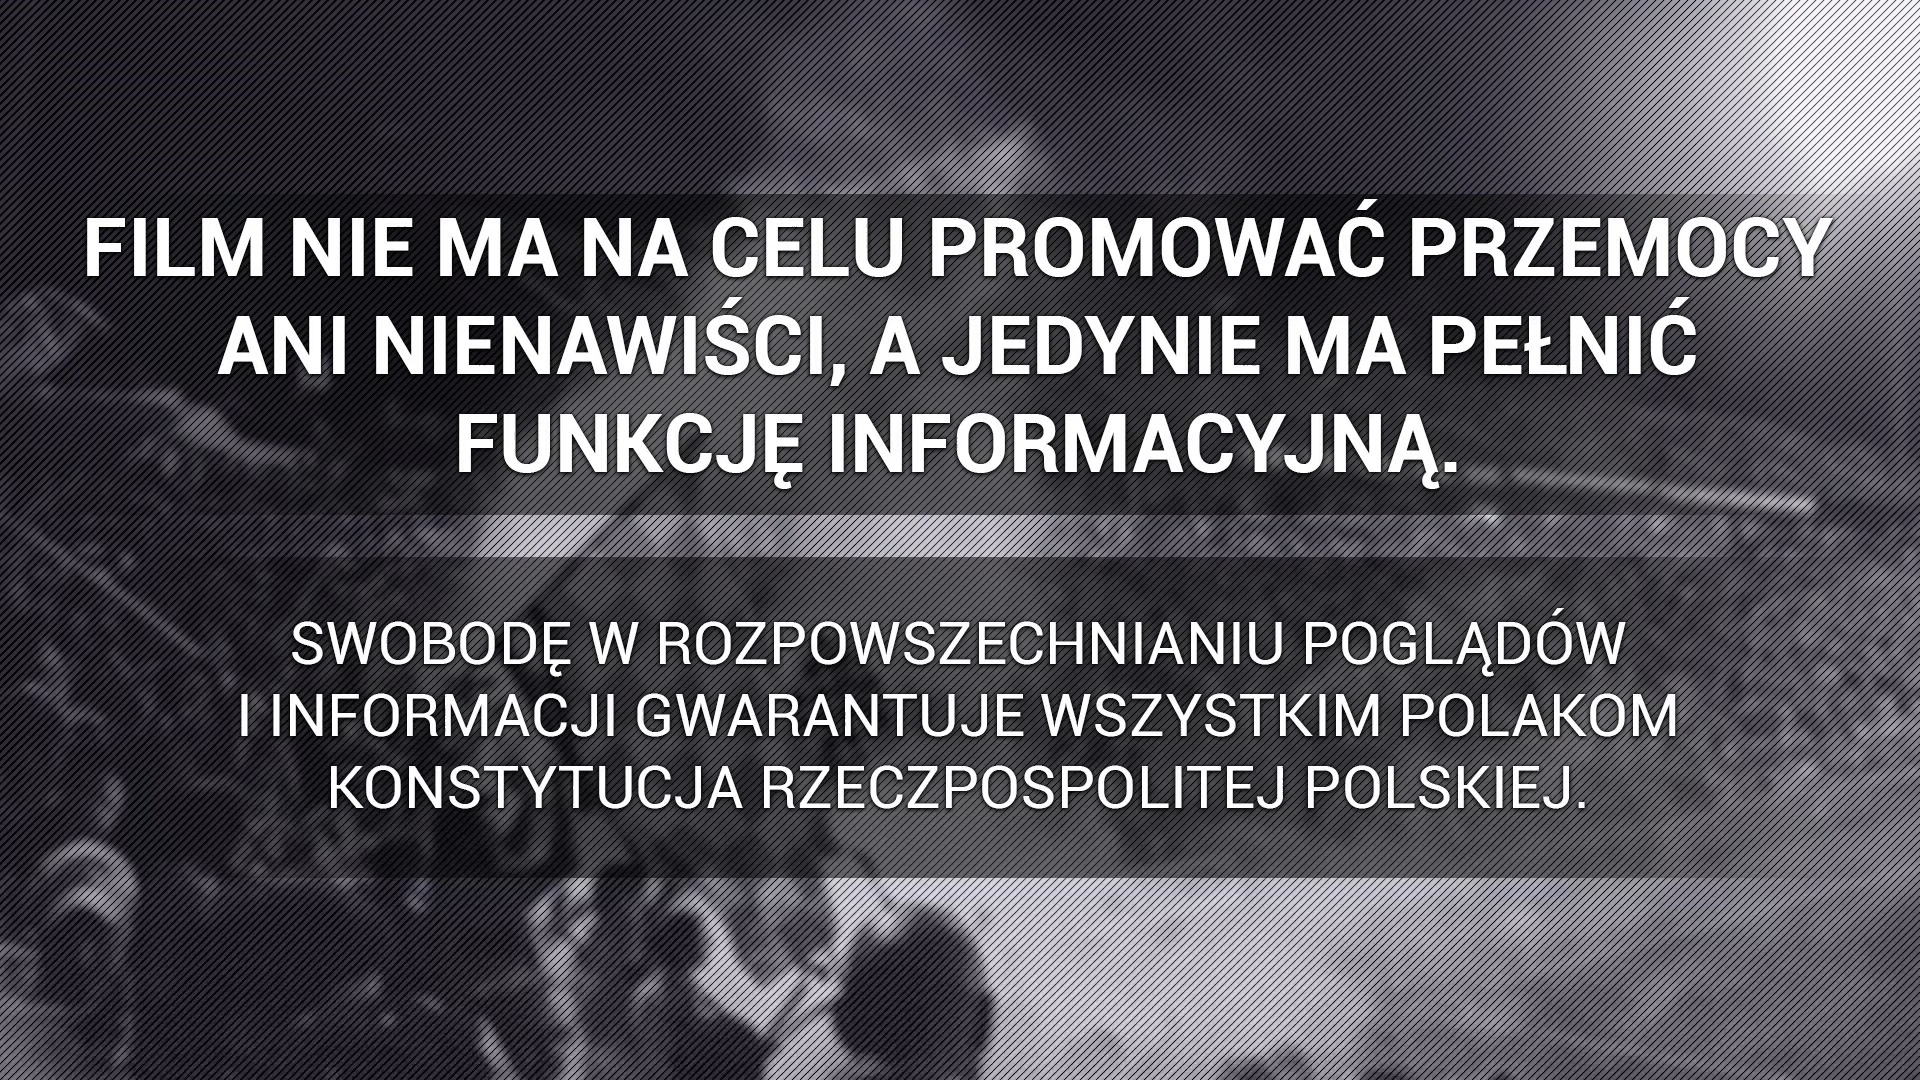 FILM NIE MA NA CELU PROMOWAĆ PRZEMOCY
ANI NIENAWIŚCI, A JEDYNIE MA PEŁNIĆ
FUNKCJĘ INFORMACYJNĄ.
SWOBODĘ W ROZPOWSZECHNIANIU POGLĄDÓW
I INFORMACJI GWARANTUJE WSZYSTKIM POLAKOM
KONSTYTUCJA RZECZPOSPOLITEJ POLSKIEJ.